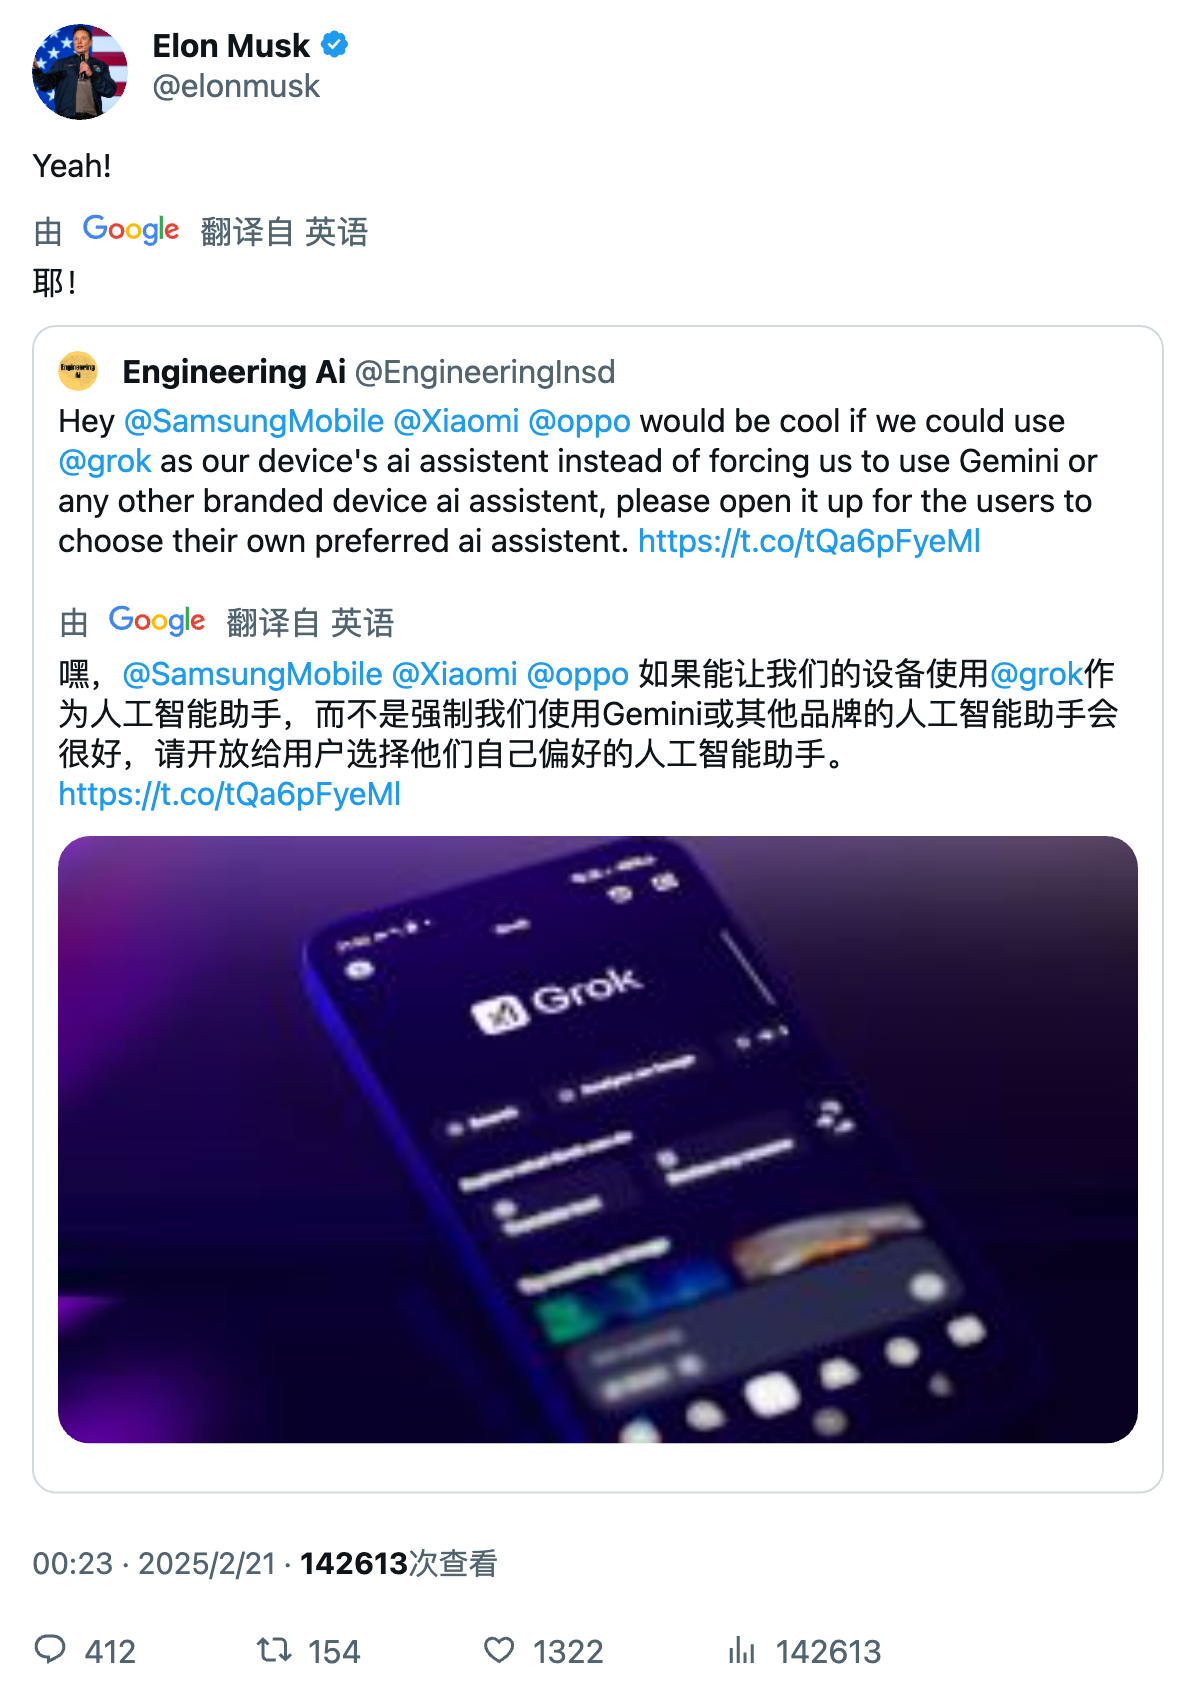 Elon Musk
@elonmusk
Yeah!
由 Google 翻译自 英语
耶！
Engineering Ai @EngineeringInsd
Hey @SamsungMobile @Xiaomi @oppo would be cool if we could use
@grok as our device's ai assistent instead of forcing us to use Gemini or
any other branded device ai assistent, please open it up for the users to
choose their own preferred ai assistent. https://t.co/tQa6pFyeMl
由 Google 翻译自 英语
嘿，@SamsungMobile @Xiaomi @oppo 如果能让我们的设备使用@grok作
为人工智能助手，而不是强制我们使用Gemini或其他品牌的人工智能助手会
很好，请开放给用户选择他们自己偏好的人工智能助手。
https://t.co/tQa6pFyeMl
Grok
00:23 · 2025/2/21 · 142613次查看
412 154 1322 142613